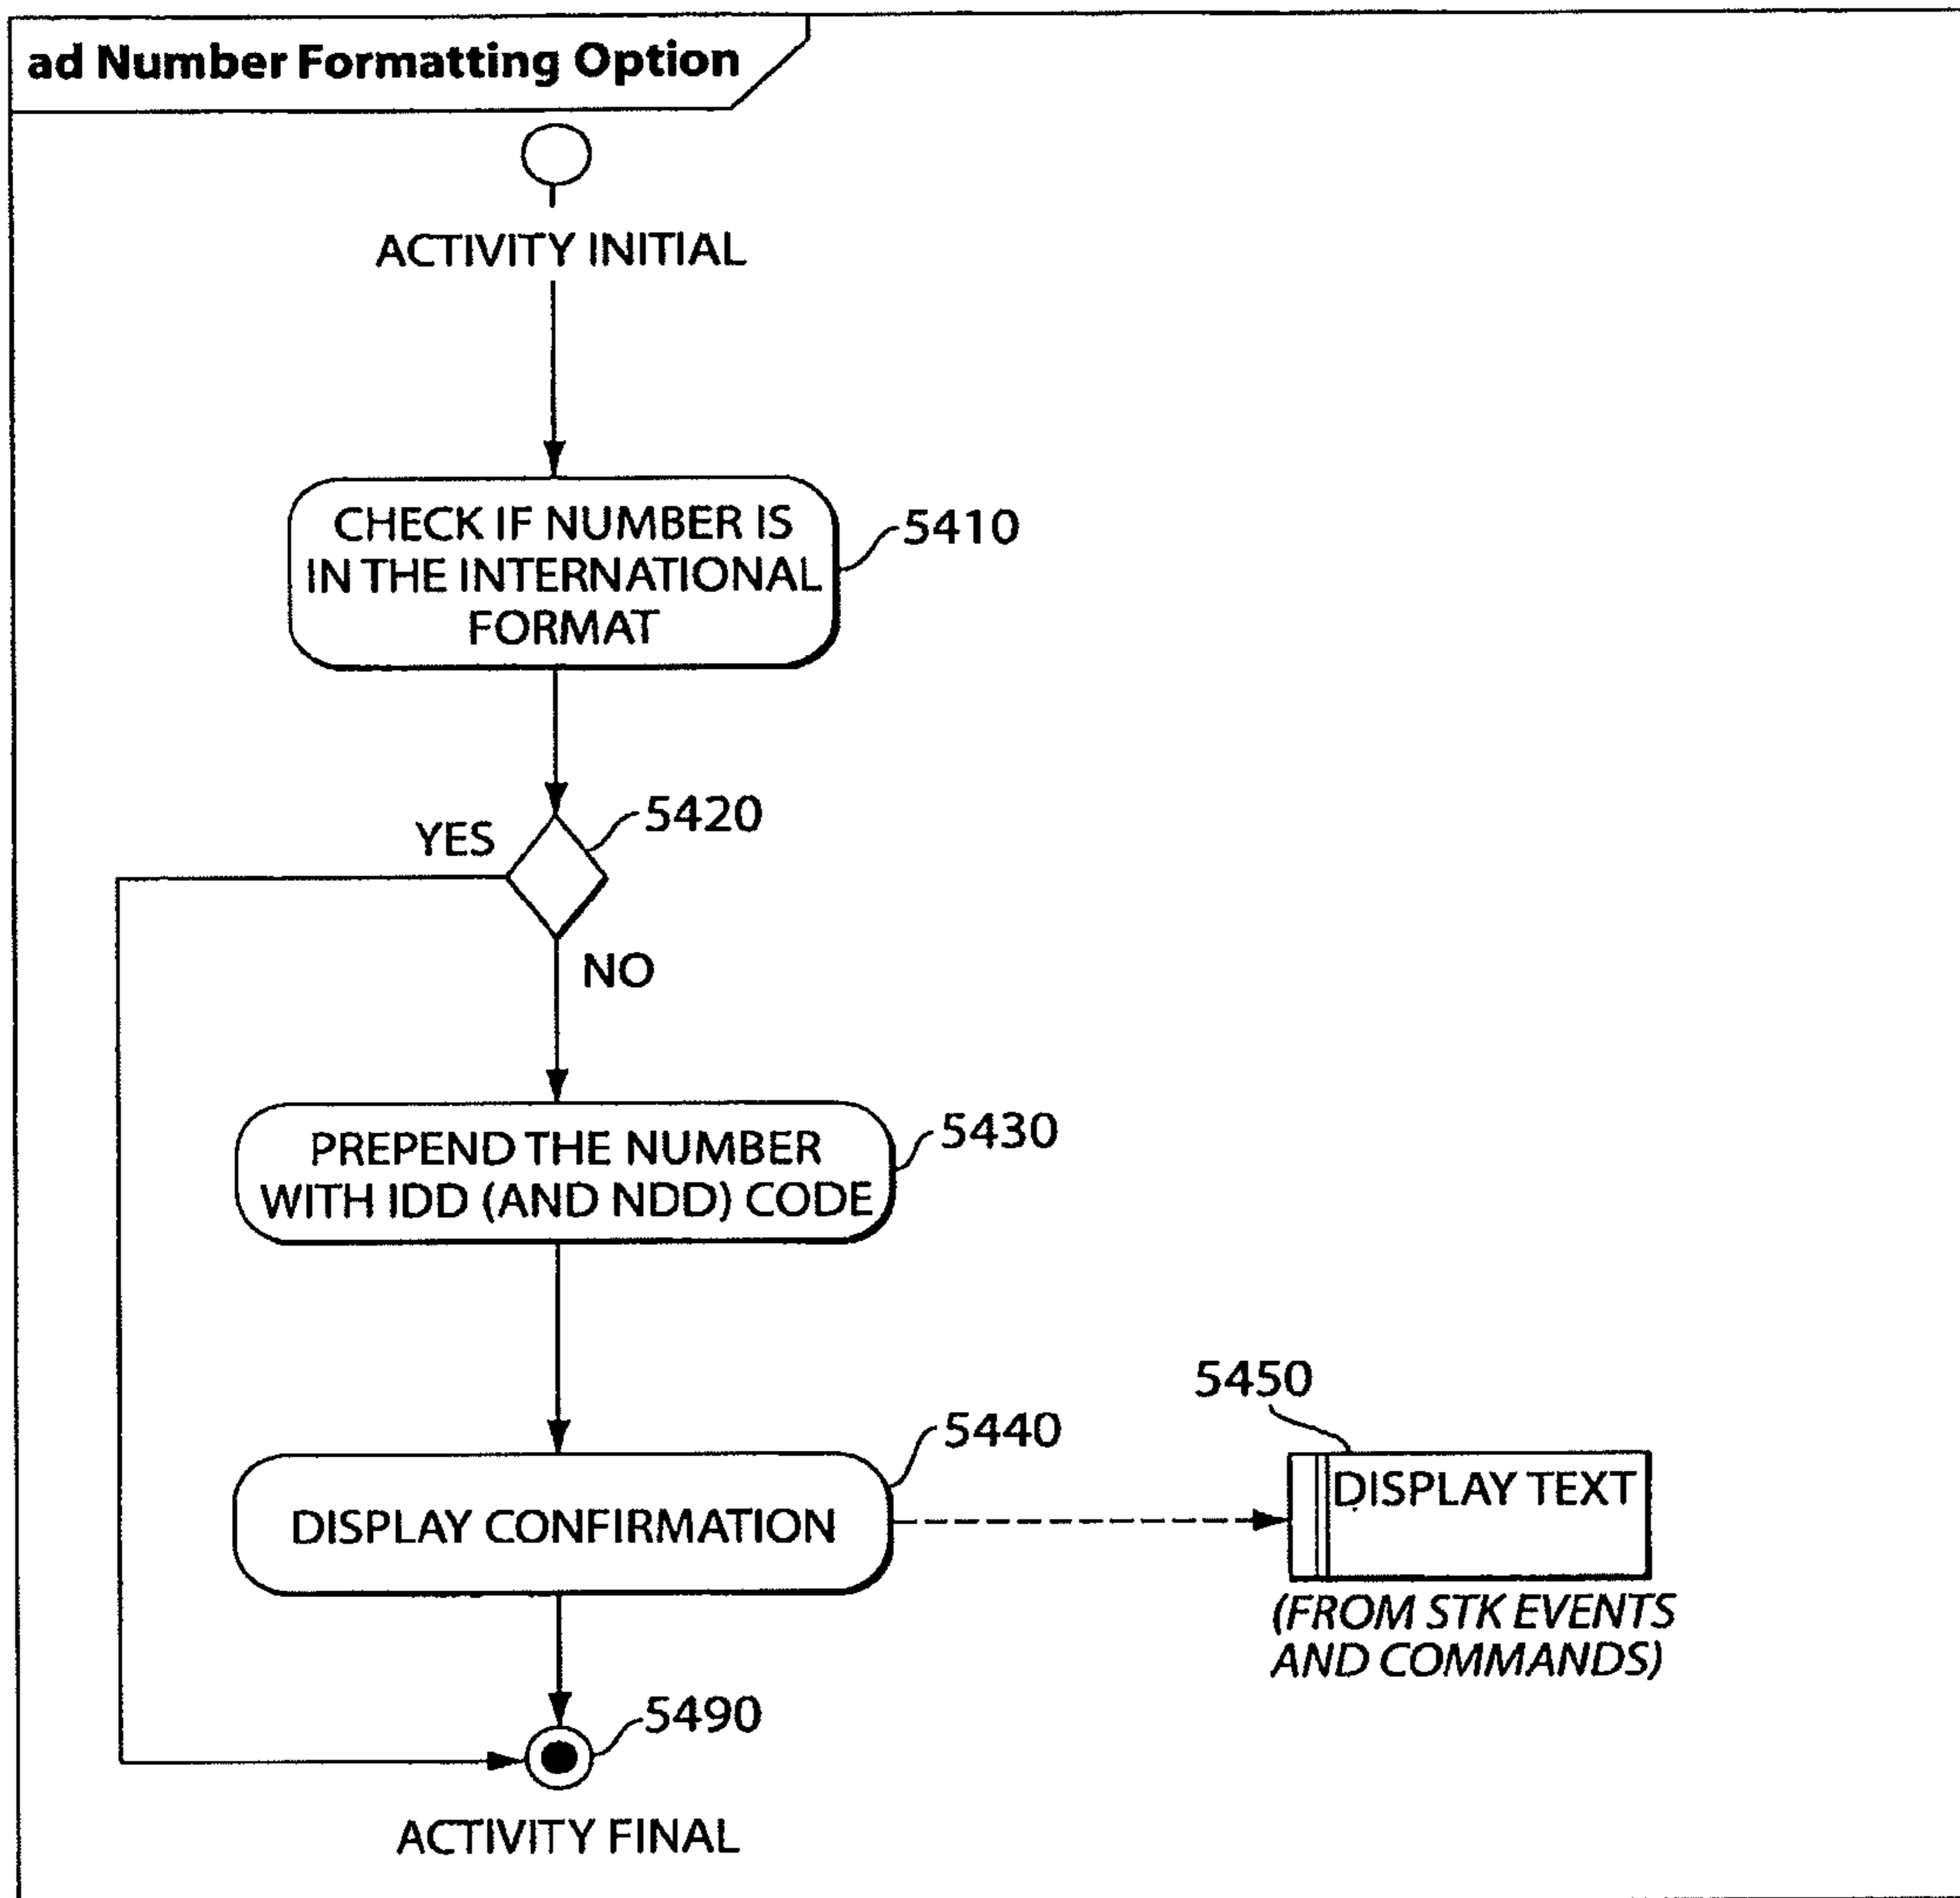 ad Number Formatting Option
ACTIVITY INITIAL
CHECK IF NUMBER IS
IN THE INTERNATIONAL
FORMAT
5410
5420
YES
NO
PREPEND THE NUMBER
WITH IDD (AND NDD) CODE
5430
5440
DISPLAY CONFIRMATION
5450
DISPLAY TEXT
(FROM STK EVENTS
AND COMMANDS)
5490
ACTIVITY FINAL